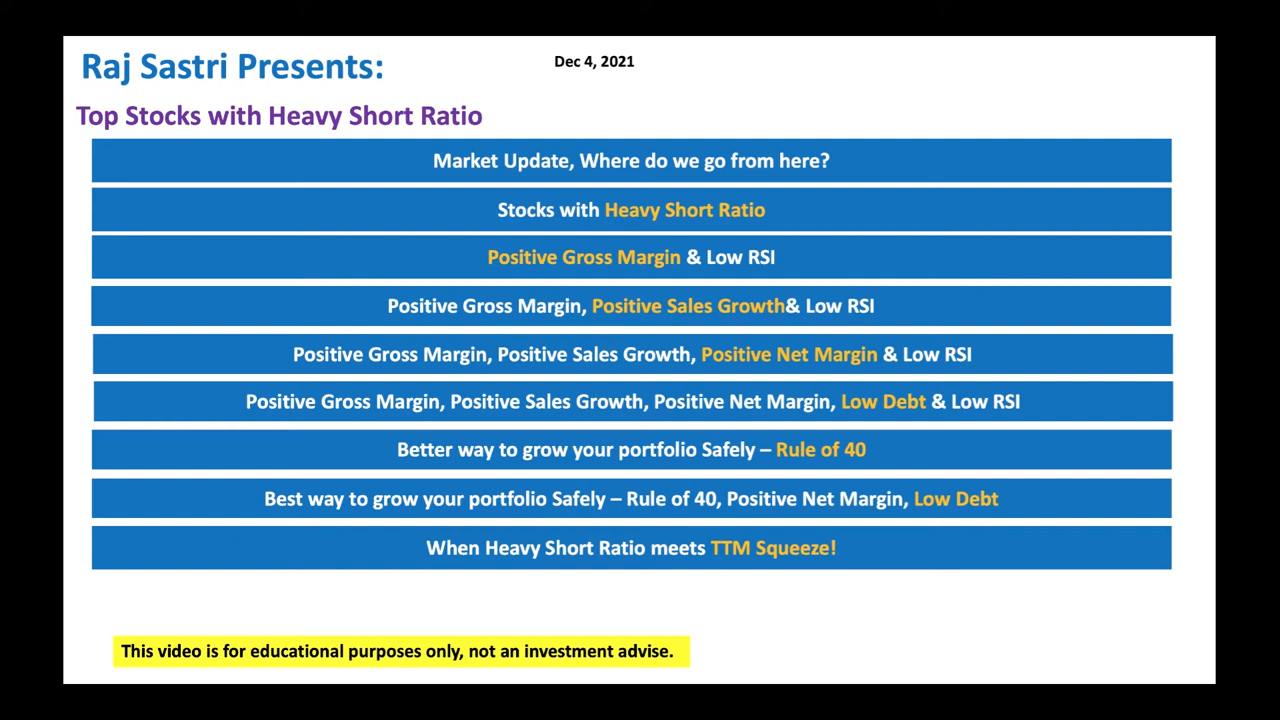 Raj Sastri Presents:
Dec 4, 2021
Top Stocks with Heavy Short Ratio
Market Update, Where do we go from here?
Stocks with Heavy Short Ratio
Positive Gross Margin & Low RSI
Positive Gross Margin, Positive Sales Growth& Low RSI
Positive Gross Margin, Positive Sales Growth, Positive Net Margin & Low RSI
Positive Gross Margin, Positive Sales Growth, Positive Net Margin, Low Debt & Low RSI
Better way to grow your portfolio Safely – Rule of 40
Best way to grow your portfolio Safely – Rule of 40, Positive Net Margin, Low Debt
When Heavy Short Ratio meets TTM Squeeze!
This video is for educational purposes only, not an investment advise.